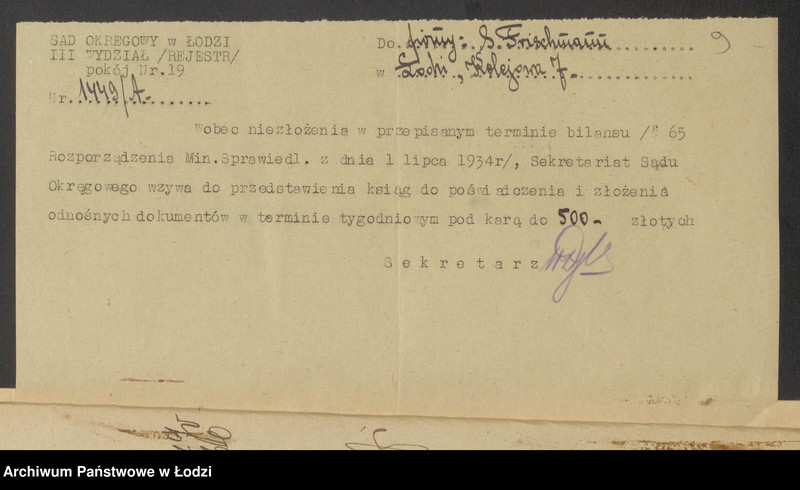 SĄD OKRĘGOWY w ŁODZI
III WYDZIAŁ /REJESTR/
pokój Nr.19
Nr. 1449/A.
Do. firmy: S. Frischmann
w Łodzi, Kolejowa 7.
9
Wobec niezłożenia w przepisanym terminie bilansu /§ 65
Rozporządzenia Min.Sprawiedl. z dnia 1 lipca 1934r/, Sekretariat Sądu
Okręgowego wzywa do przedstawienia ksiąg do poświadczenia i złożenia
odnośnych dokumentów w terminie tygodniowym pod karą do 500- złotych
Sekretarz
Archiwum Państwowe w Łodzi